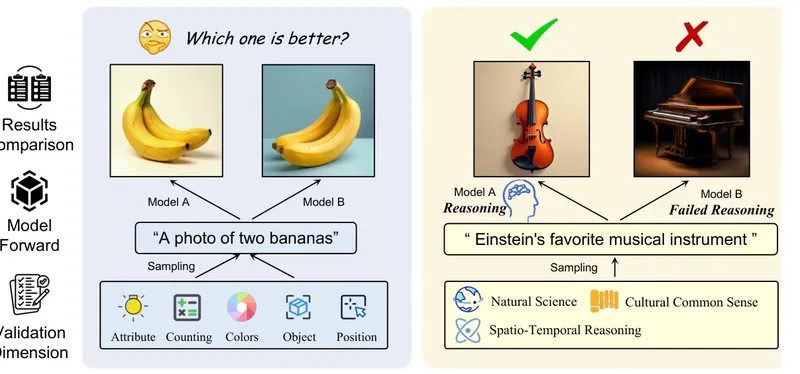 Which one is better?
Results
omparison
Model A
Model B
Model A
Reasoning
Model B
Failed Reasoning
Model
Forward
“A photo of two bananas”
“ Einstein's favorite musical instrument ”
Sampling
Sampling
Validation
Dimension
Attribute
Counting
Colors
Object
Position
Natural Science
Cultural Common Sense
Spatio-Temporal Reasoning